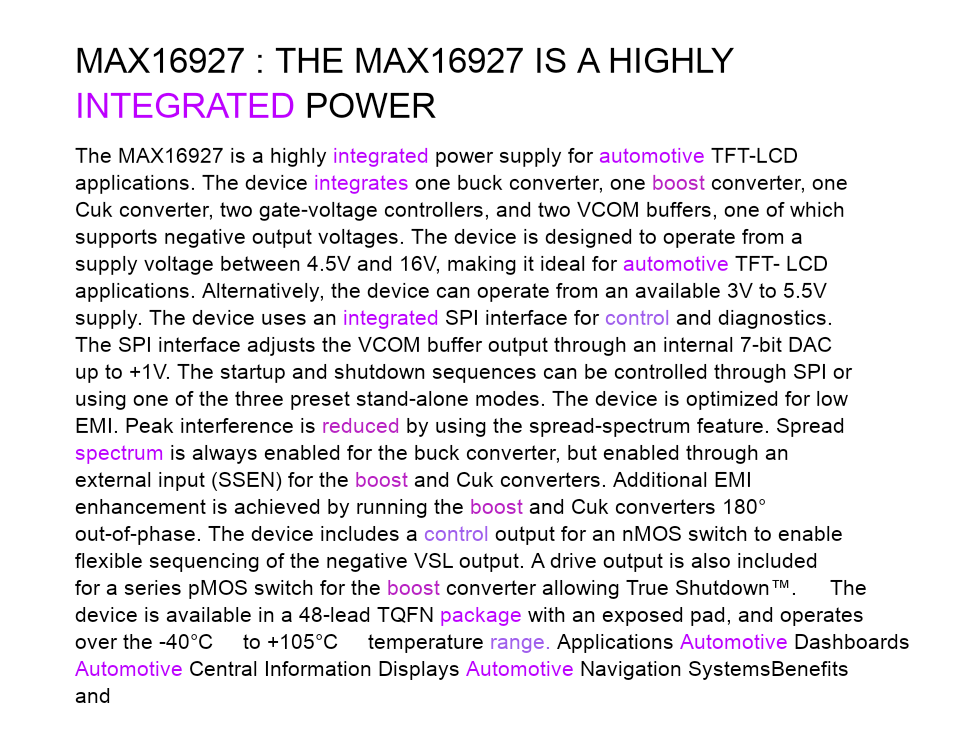 MAX16927 : THE MAX16927 IS A HIGHLY
INTEGRATED POWER
The MAX16927 is a highly integrated power supply for automotive TFT-LCD
applications. The device integrates one buck converter, one boost converter, one
Cuk converter, two gate-voltage controllers, and two VCOM buffers, one of which
supports negative output voltages. The device is designed to operate from a
supply voltage between 4.5V and 16V, making it ideal for automotive TFT- LCD
applications. Alternatively, the device can operate from an available 3V to 5.5V
supply. The device uses an integrated SPI interface for control and diagnostics.
The SPI interface adjusts the VCOM buffer output through an internal 7-bit DAC
up to +1V. The startup and shutdown sequences can be controlled through SPI or
using one of the three preset stand-alone modes. The device is optimized for low
EMI. Peak interference is reduced by using the spread-spectrum feature. Spread
spectrum is always enabled for the buck converter, but enabled through an
external input (SSEN) for the boost and Cuk converters. Additional EMI
enhancement is achieved by running the boost and Cuk converters 180°
out-of-phase. The device includes a control output for an nMOS switch to enable
flexible sequencing of the negative VSL output. A drive output is also included
for a series pMOS switch for the boost converter allowing True Shutdown™. The
device is available in a 48-lead TQFN package with an exposed pad, and operates
over the -40°C to +105°C temperature range. Applications Automotive Dashboards
Automotive Central Information Displays Automotive Navigation SystemsBenefits
and